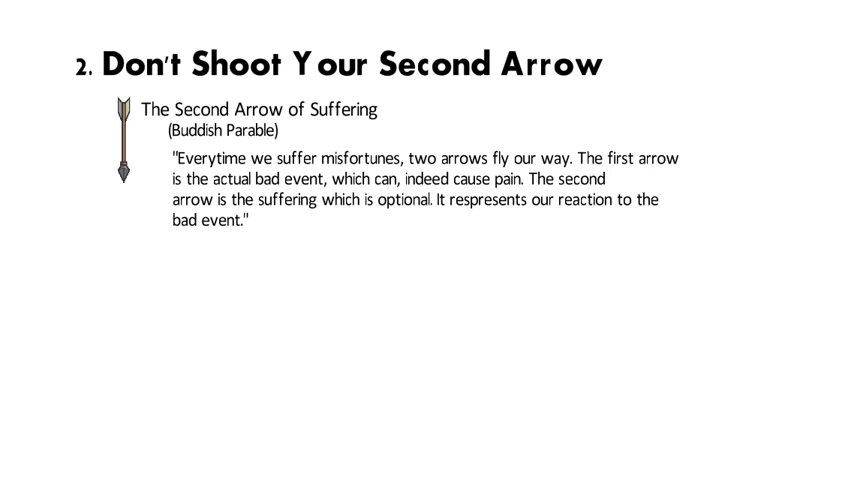 2. Don't Shoot Your Second Arrow
The Second Arrow of Suffering
(Buddish Parable)
"Everytime we suffer misfortunes, two arrows fly our way. The first arrow
is the actual bad event, which can, indeed cause pain. The second
arrow is the suffering which is optional. It respresents our reaction to the
bad event."